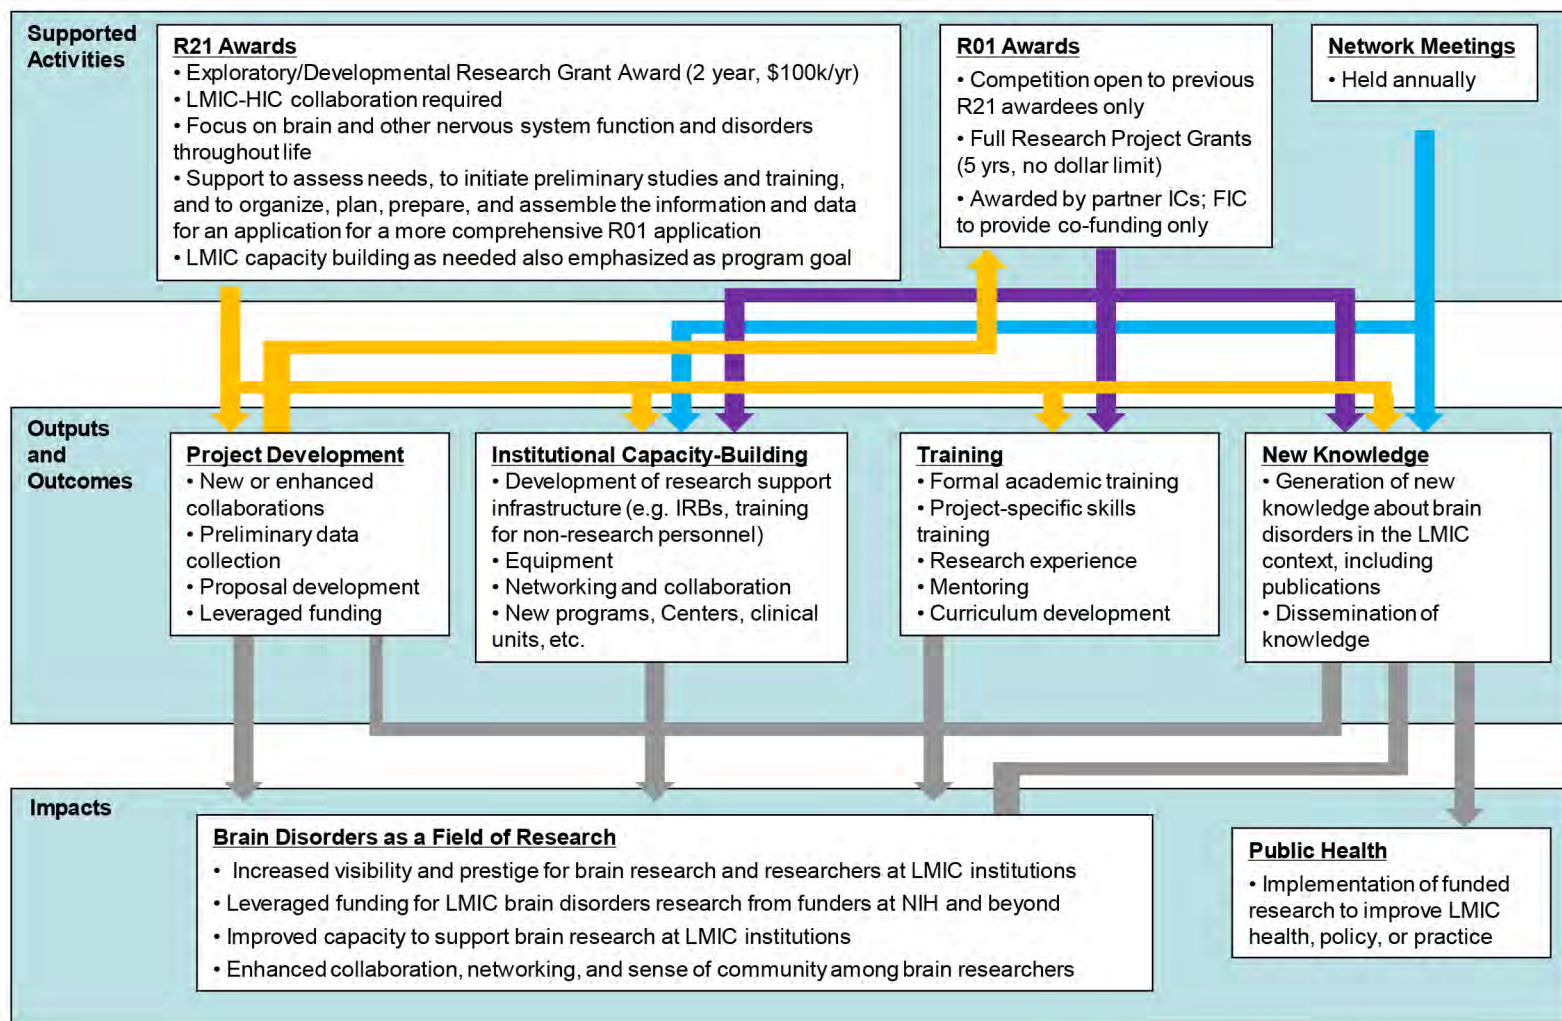 Supported
Activities
R21 Awards
• Exploratory/Developmental Research Grant Award (2 year, $100k/yr)
• LMIC-HIC collaboration required
• Focus on brain and other nervous system function and disorders
throughout life
• Support to assess needs, to initiate preliminary studies and training,
and to organize, plan, prepare, and assemble the information and data
for an application for a more comprehensive R01 application
• LMIC capacity building as needed also emphasized as program goal
R01 Awards
• Competition open to previous
R21 awardees only
• Full Research Project Grants
(5 yrs, no dollar limit)
• Awarded by partner ICs; FIC
to provide co-funding only
Network Meetings
• Held annually
Outputs
and
Outcomes
Project Development
• New or enhanced
collaborations
• Preliminary data
collection
• Proposal development
• Leveraged funding
Institutional Capacity-Building
• Development of research support
infrastructure (e.g. IRBs, training
for non-research personnel)
• Equipment
• Networking and collaboration
• New programs, Centers, clinical
units, etc.
Training
• Formal academic training
• Project-specific skills
training
• Research experience
• Mentoring
• Curriculum development
New Knowledge
• Generation of new
knowledge about brain
disorders in the LMIC
context, including
publications
• Dissemination of
knowledge
Impacts
Brain Disorders as a Field of Research
• Increased visibility and prestige for brain research and researchers at LMIC institutions
• Leveraged funding for LMIC brain disorders research from funders at NIH and beyond
• Improved capacity to support brain research at LMIC institutions
• Enhanced collaboration, networking, and sense of community among brain researchers
Public Health
• Implementation of funded
research to improve LMIC
health, policy, or practice